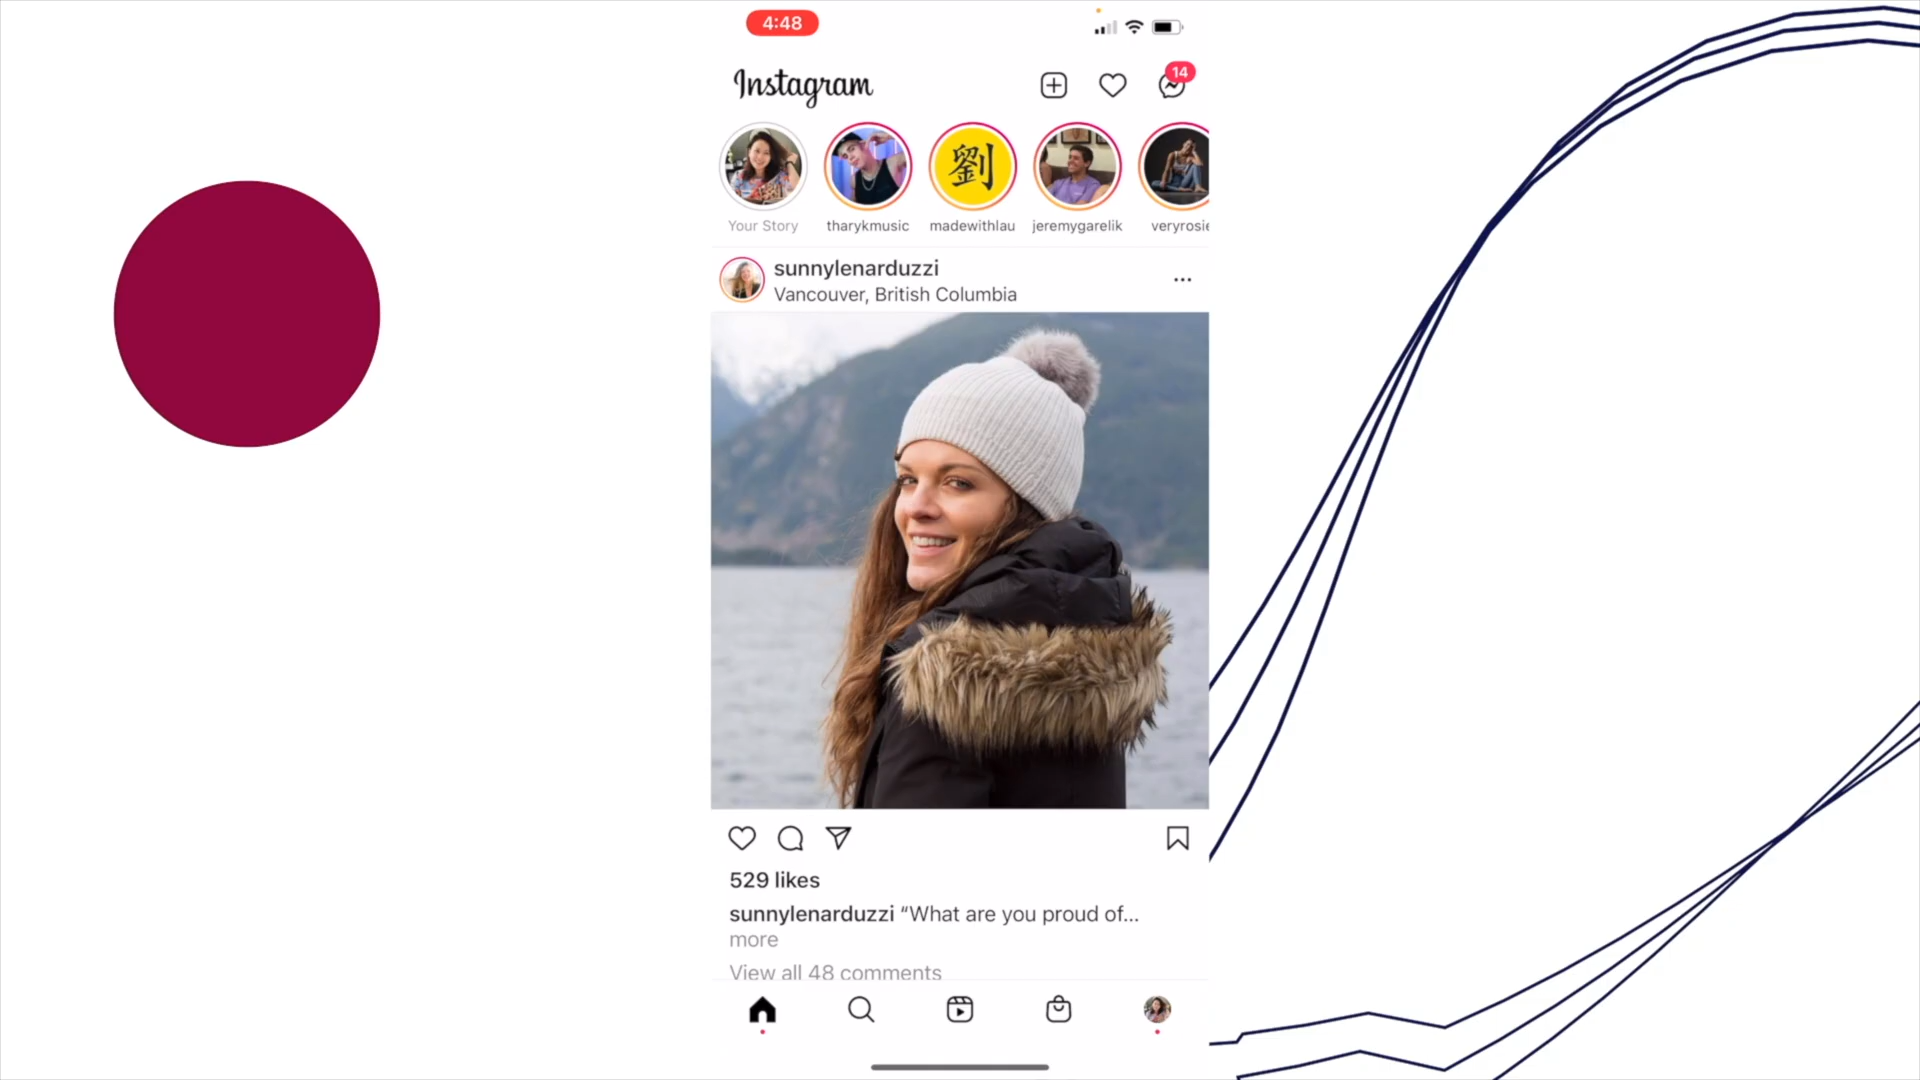 4:48
Instagram
14
劉
Your Story
tharykmusic
madewithlau
jeremygarelik
veryrosie
sunnylenarduzzi
Vancouver, British Columbia
529 likes
sunnylenarduzzi “What are you proud of...
more
View all 48 comments